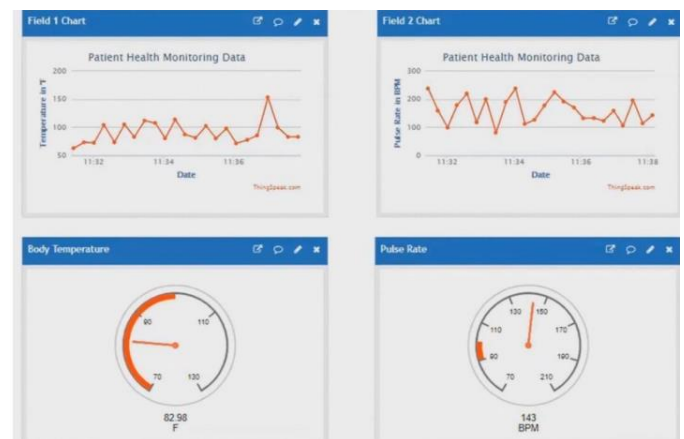 Field 1 Chart
Patient Health Monitoring Data
Temperature in °F
200
150
100
50
11:32
11:34
11:36
Date
ThingSpeak.com
Field 2 Chart
Patient Health Monitoring Data
Pulse Rate in BPM
300
200
100
0
11:32
11:34
11:36
11:38
Date
ThingSpeak.com
Body Temperature
90
110
70
130
82.98
F
Pulse Rate
130
150
110
170
90
190
70
210
143
BPM